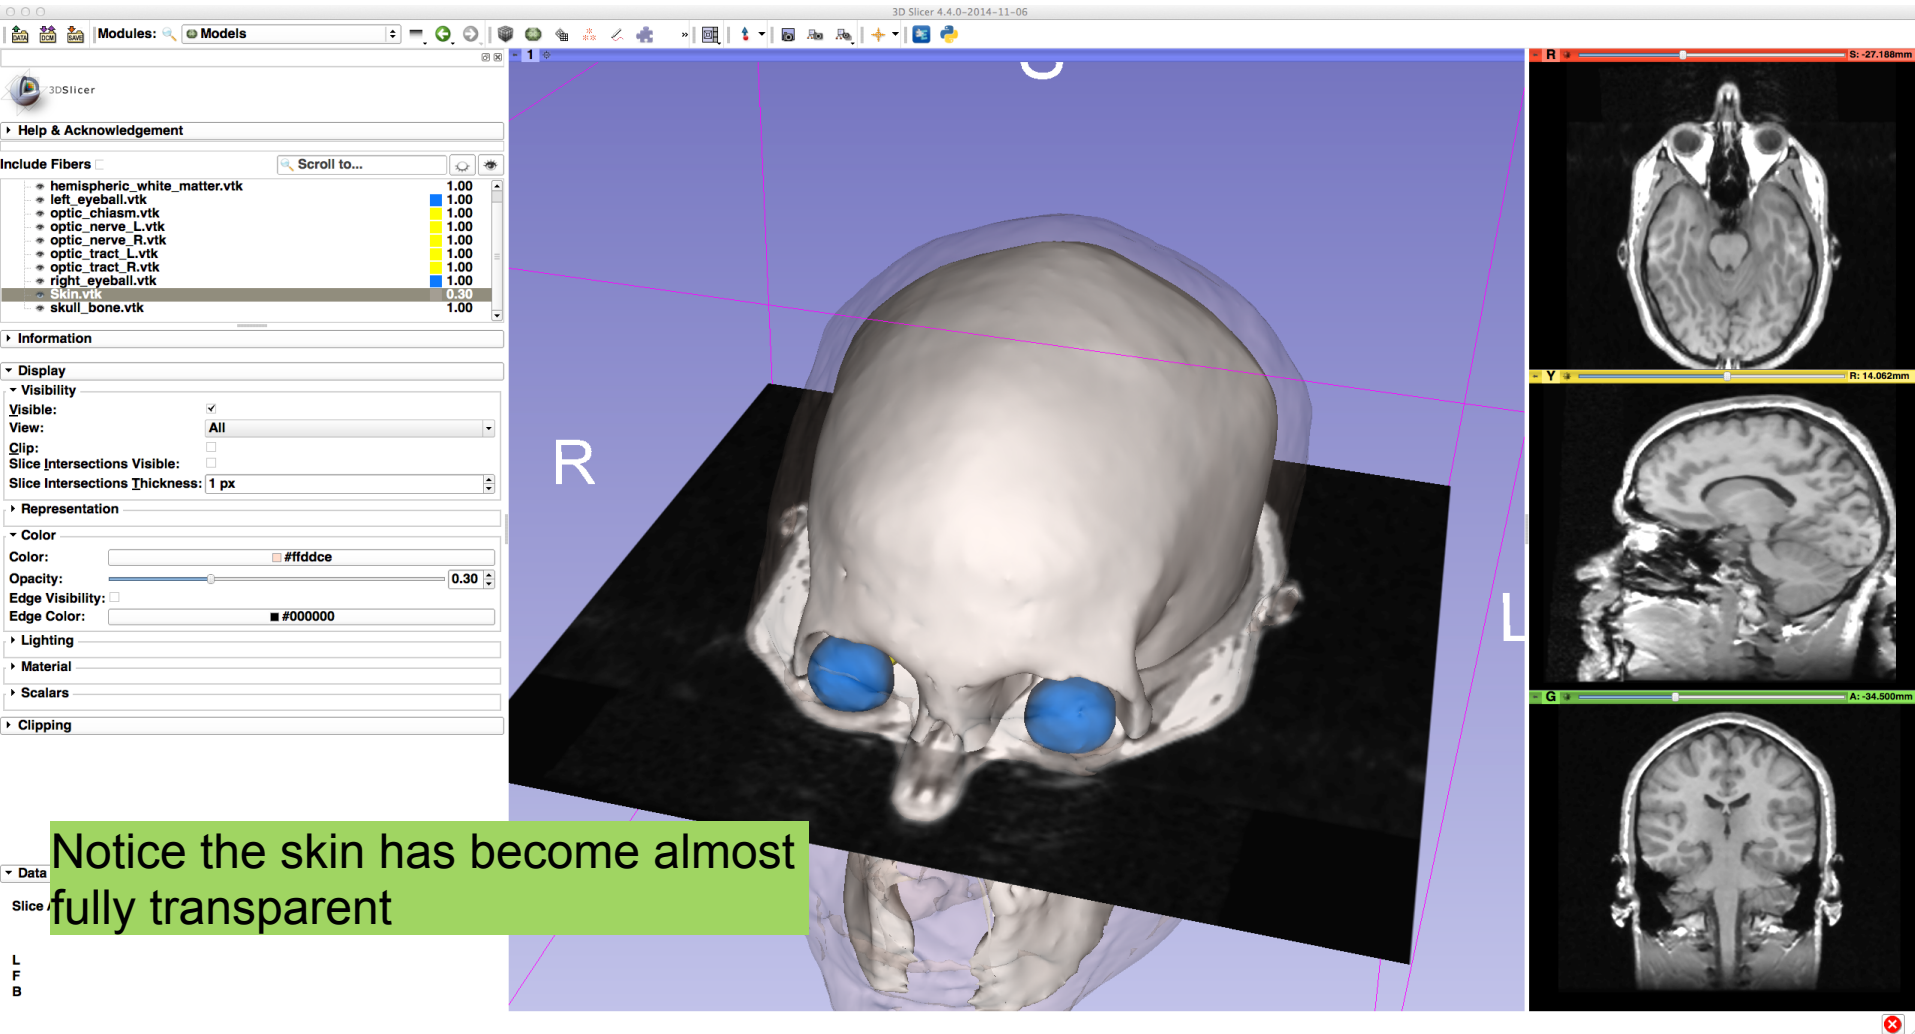 3D Slicer 4.4.0-2014-11-06
DATA DCM SAVE Modules: Models
1
R S: -27.188mm
3DSlicer
Help & Acknowledgement
Include Fibers Scroll to...
hemispheric_white_matter.vtk 1.00
left_eyeball.vtk 1.00
optic_chiasm.vtk 1.00
optic_nerve_L.vtk 1.00
optic_nerve_R.vtk 1.00
optic_tract_L.vtk 1.00
optic_tract_R.vtk 1.00
right_eyeball.vtk 1.00
Skin.vtk 0.30
skull_bone.vtk 1.00
Information
Display
Visibility
Visible:
View: All
Clip:
Slice Intersections Visible:
Slice Intersections Thickness: 1 px
Representation
Color
Color: #ffddce
Opacity: 0.30
Edge Visibility:
Edge Color: #000000
Lighting
Material
Scalars
Clipping
R
L
Y R: 14.062mm
G A: -34.500mm
Notice the skin has become almost
fully transparent
Data
Slice
L
F
B